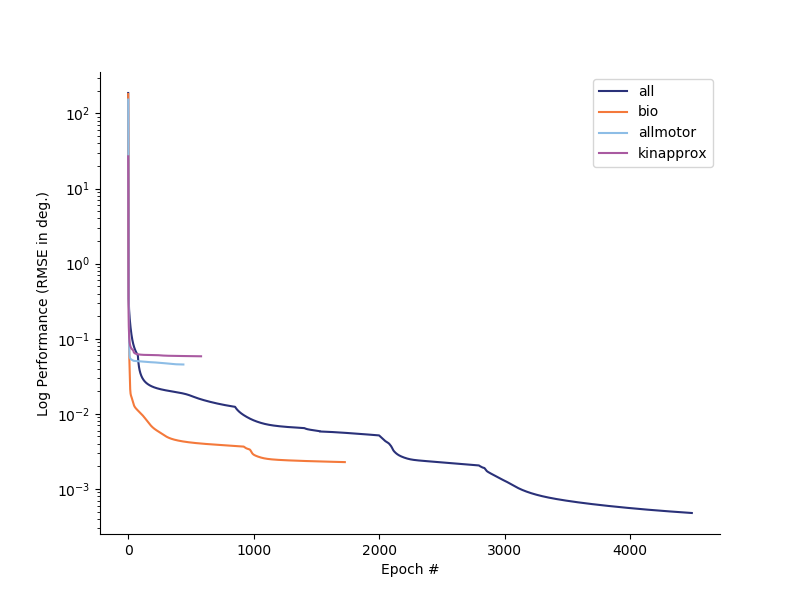 all
bio
allmotor
kinapprox
10²
10¹
10⁰
10⁻¹
10⁻²
10⁻³
Log Performance (RMSE in deg.)
0 1000 2000 3000 4000
Epoch #